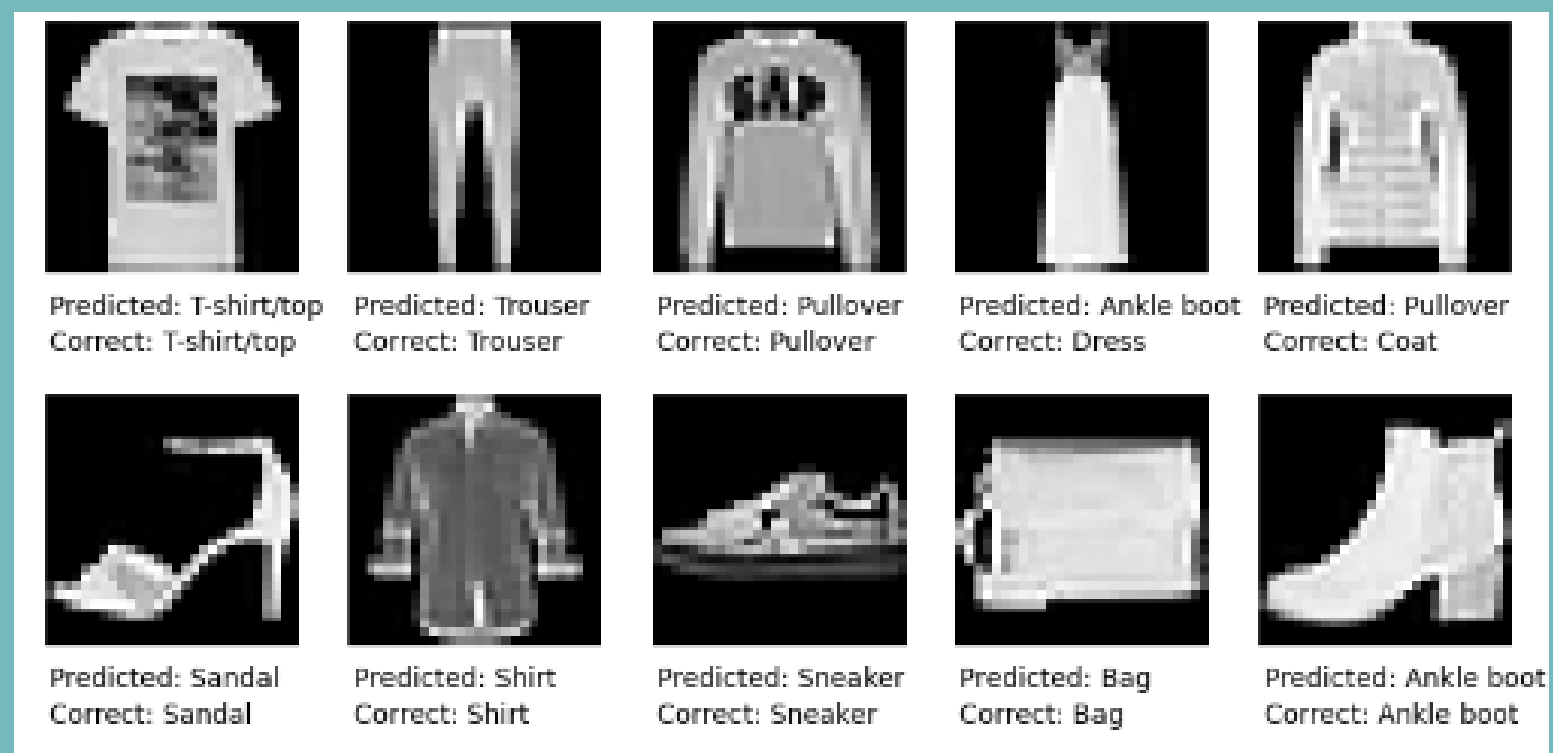 GAP
Predicted: T-shirt/top
Correct: T-shirt/top
Predicted: Trouser
Correct: Trouser
Predicted: Pullover
Correct: Pullover
Predicted: Ankle boot
Correct: Dress
Predicted: Pullover
Correct: Coat
Predicted: Sandal
Correct: Sandal
Predicted: Shirt
Correct: Shirt
Predicted: Sneaker
Correct: Sneaker
Predicted: Bag
Correct: Bag
Predicted: Ankle boot
Correct: Ankle boot